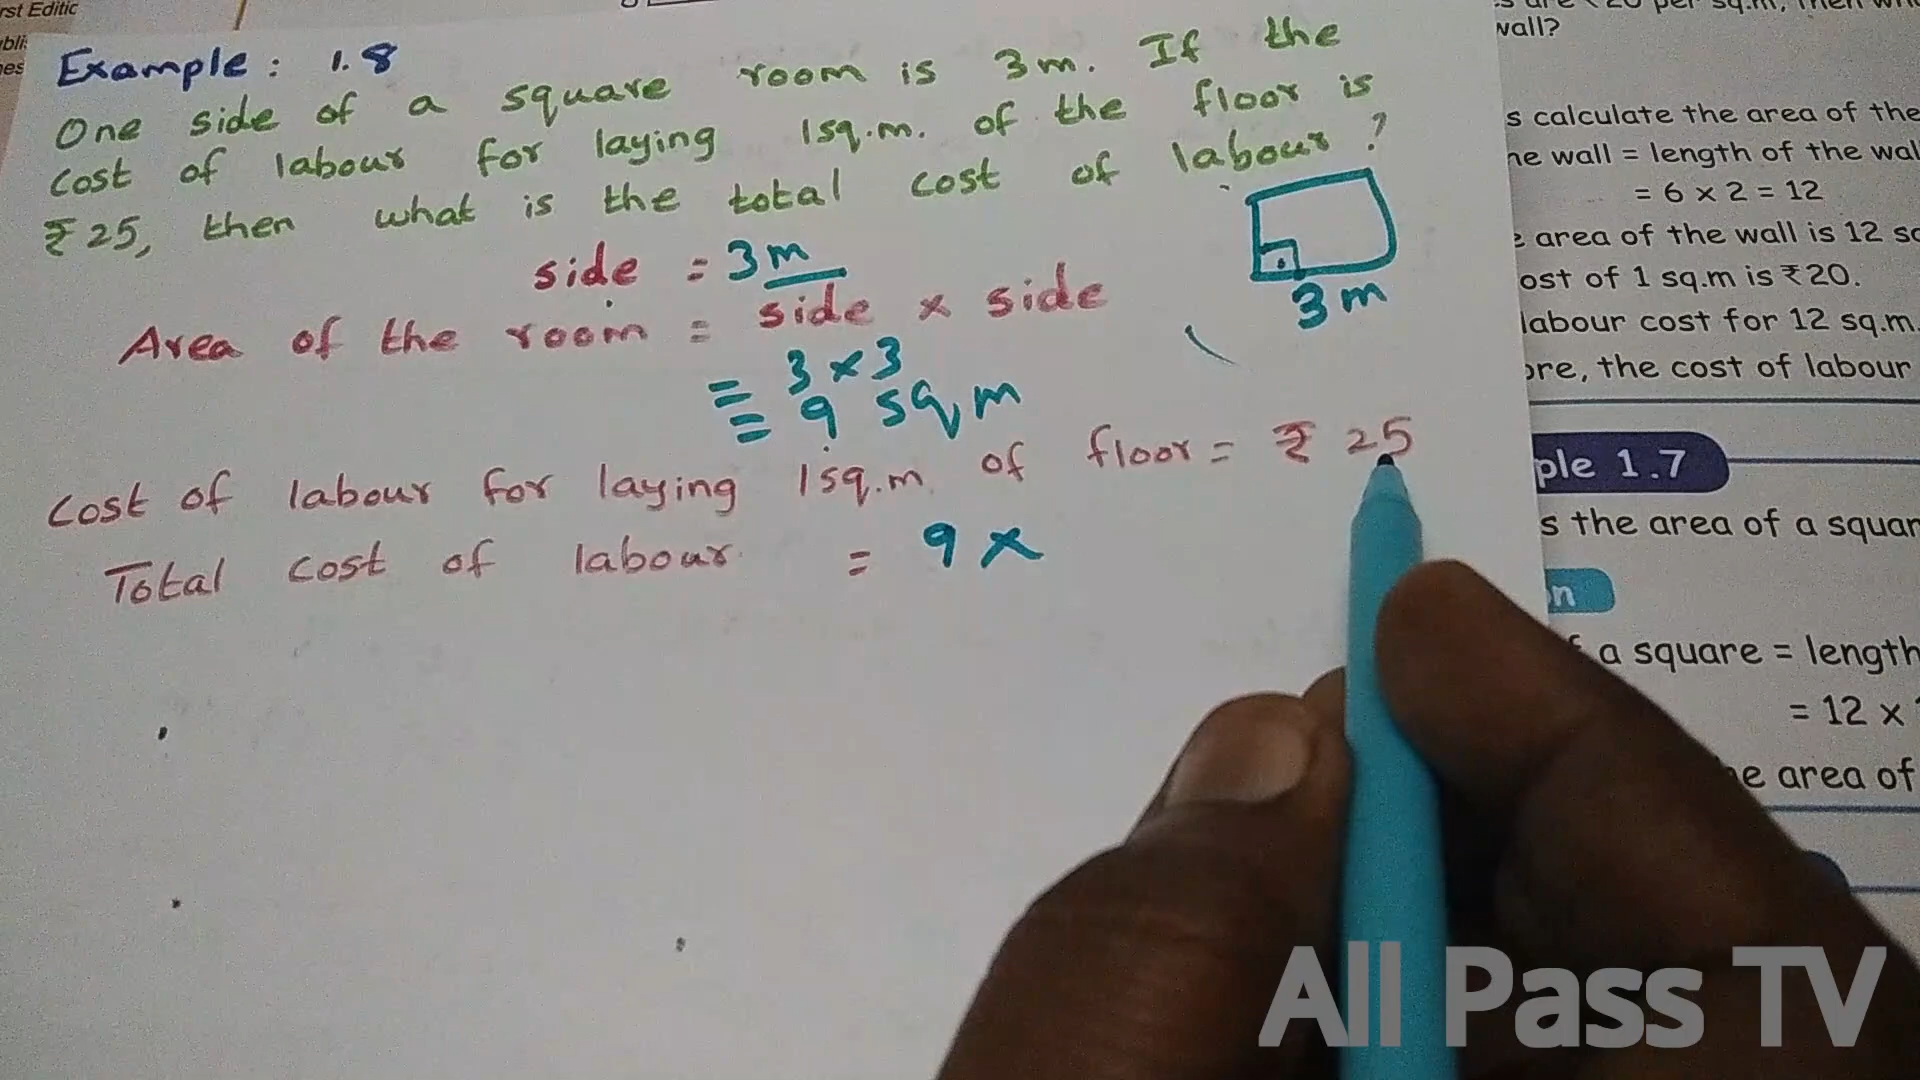 rst Editic
Example: 1.8
One side of a square room is 3m. If the
cost of labour for laying 1sq.m. of the floor is
₹25, then what is the total cost of labour?
side = 3m
3m
Area of the room = side x side
= 3 x 3
= 9 sq m
Cost of labour for laying 1sq.m. of floor = ₹ 25
Total cost of labour = 9 x
wall?
s calculate the area of the
he wall = length of the wal
= 6 x 2 = 12
area of the wall is 12 sq
ost of 1 sq.m is ₹20.
labour cost for 12 sq.m.
ore, the cost of labour
ple 1.7
s the area of a squar
on
a square = length
= 12 x
e area of
All Pass TV